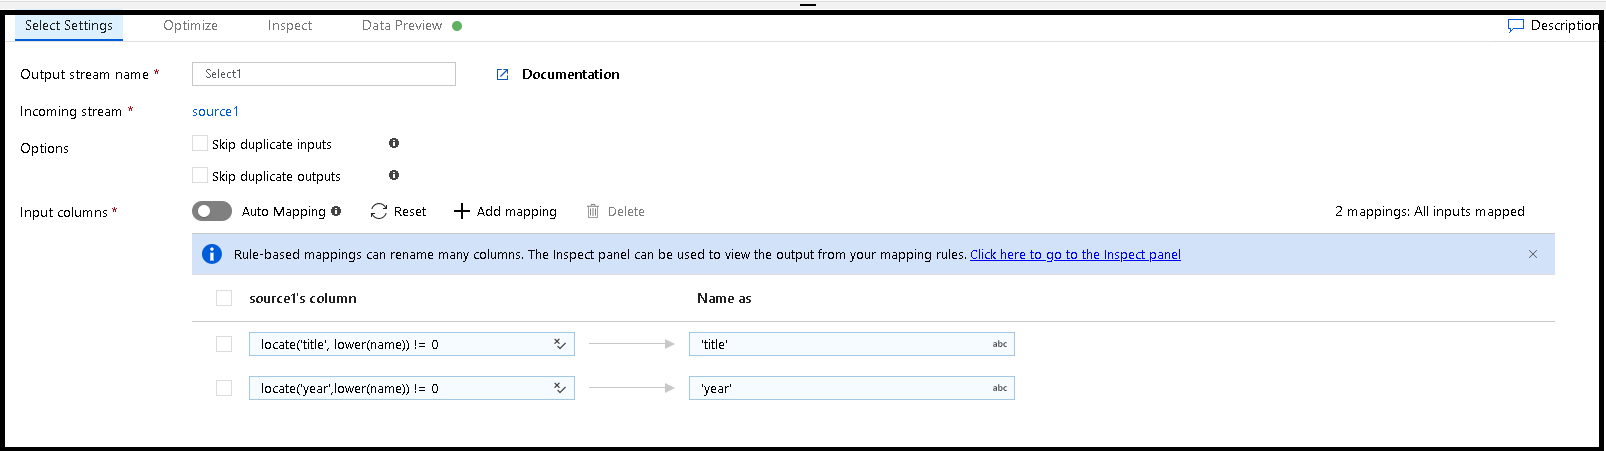 Select Settings Optimize Inspect Data Preview Description
Output stream name * Select1 Documentation
Incoming stream * source1
Options Skip duplicate inputs
Skip duplicate outputs
Input columns * Auto Mapping Reset Add mapping Delete 2 mappings: All inputs mapped
Rule-based mappings can rename many columns. The Inspect panel can be used to view the output from your mapping rules. Click here to go to the Inspect panel
source1's column Name as
locate('title', lower(name)) != 0 'title' abc
locate('year',lower(name)) != 0 'year' abc